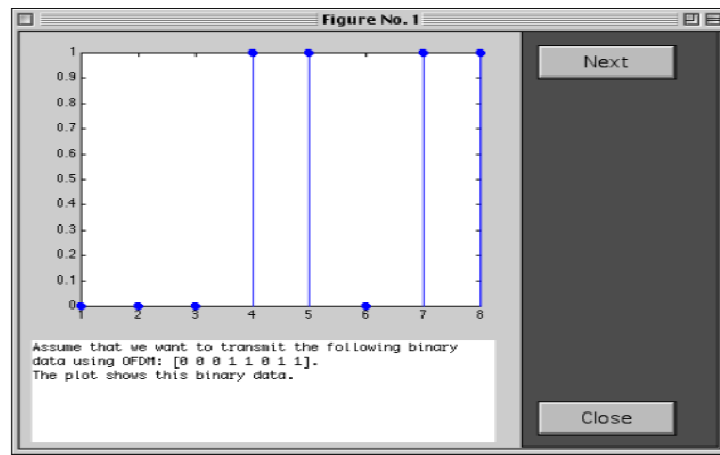 Figure No. 1
1
0.9
0.8
0.7
0.6
0.5
0.4
0.3
0.2
0.1
0
1 2 3 4 5 6 7 8
Next
Assume that we want to transmit the following binary
data using OFDM: [0 0 0 1 1 0 1 1].
The plot shows this binary data.
Close